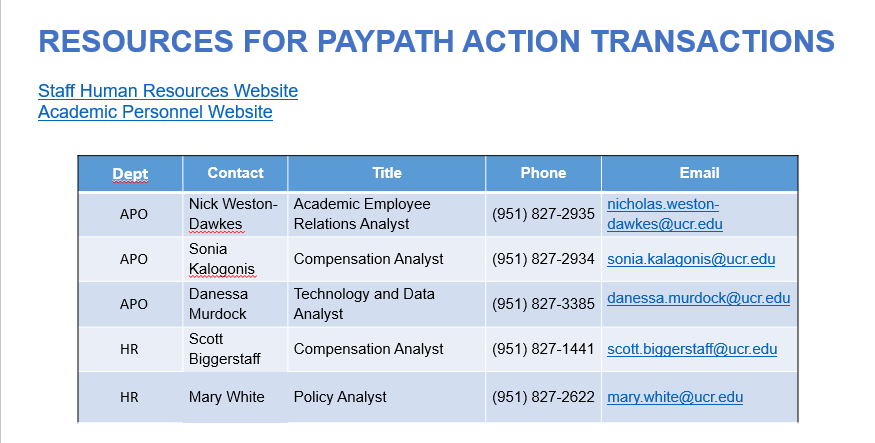 RESOURCES FOR PAYPATH ACTION TRANSACTIONS
Staff Human Resources Website
Academic Personnel Website
Dept Contact Title Phone Email
APO Nick Weston-Dawkes Academic Employee Relations Analyst (951) 827-2935 nicholas.weston-dawkes@ucr.edu
APO Sonia Kalogonis Compensation Analyst (951) 827-2934 sonia.kalagonis@ucr.edu
APO Danessa Murdock Technology and Data Analyst (951) 827-3385 danessa.murdock@ucr.edu
HR Scott Biggerstaff Compensation Analyst (951) 827-1441 scott.biggerstaff@ucr.edu
HR Mary White Policy Analyst (951) 827-2622 mary.white@ucr.edu